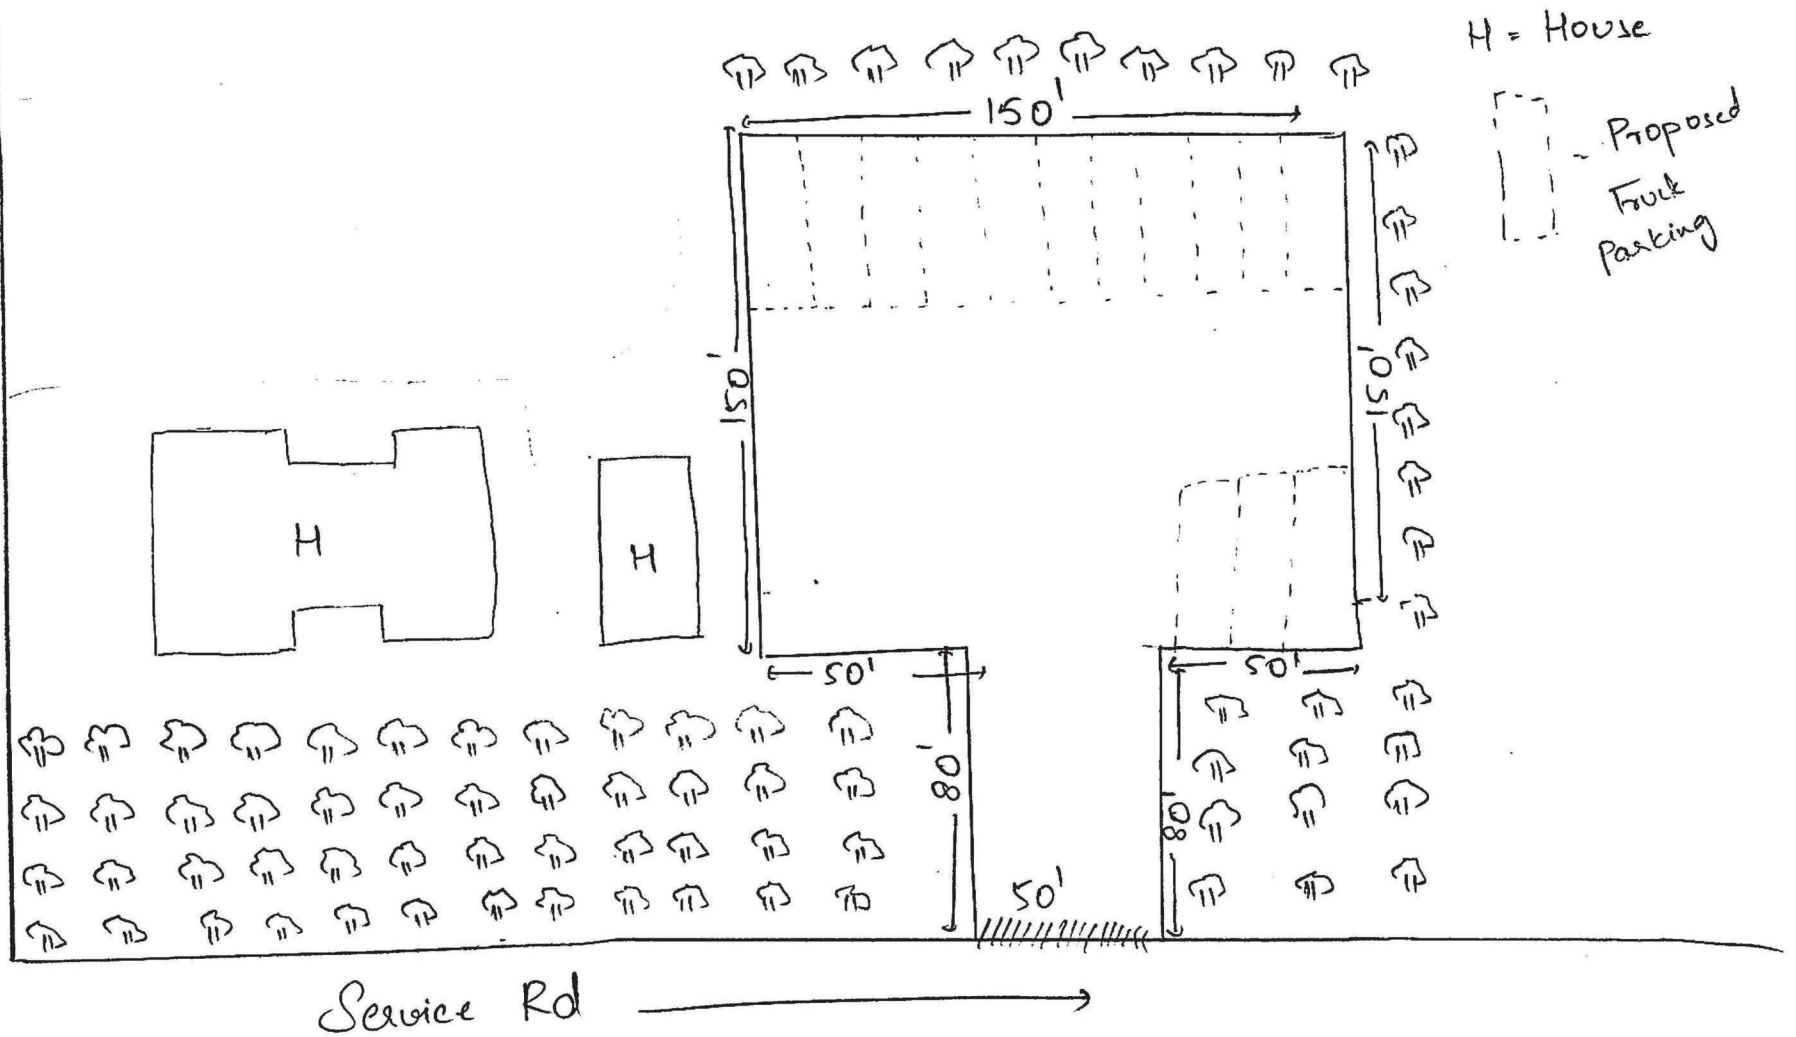 H = House
150'
- Proposed
Truck
Parking
150'
150'
H
H
50'
50'
80'
80'
50'
Service Rd